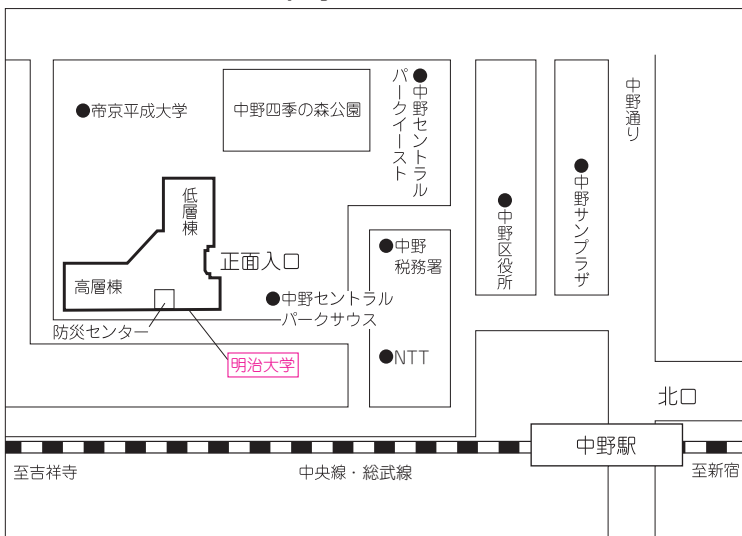 ●中野セントラル
パークイースト
中野通り
●帝京平成大学
中野四季の森公園
●中野サンプラザ
低層棟
●中野区役所
●中野
税務署
正面入口
高層棟
●中野セントラル
パークサウス
防災センター
●NTT
明治大学
北口
中野駅
至吉祥寺
中央線・総武線
至新宿